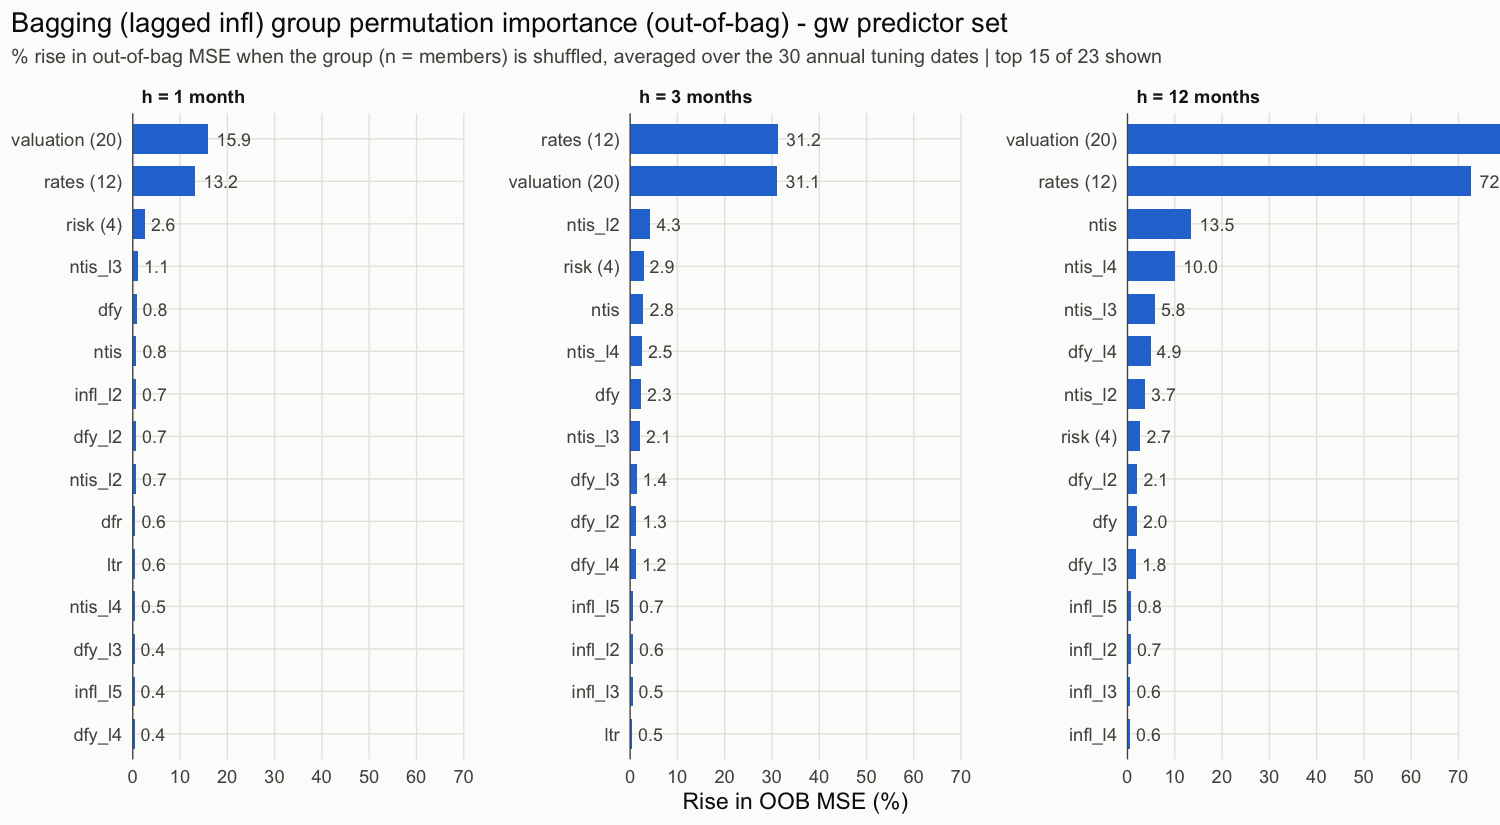 Bagging (lagged infl) group permutation importance (out-of-bag) - gw predictor set
% rise in out-of-bag MSE when the group (n = members) is shuffled, averaged over the 30 annual tuning dates | top 15 of 23 shown
h = 1 month
valuation (20) 15.9
rates (12) 13.2
risk (4) 2.6
ntis_l3 1.1
dfy 0.8
ntis 0.8
infl_l2 0.7
dfy_l2 0.7
ntis_l2 0.7
dfr 0.6
ltr 0.6
ntis_l4 0.5
dfy_l3 0.4
infl_l5 0.4
dfy_l4 0.4
0 10 20 30 40 50 60 70
h = 3 months
rates (12) 31.2
valuation (20) 31.1
ntis_l2 4.3
risk (4) 2.9
ntis 2.8
ntis_l4 2.5
dfy 2.3
ntis_l3 2.1
dfy_l3 1.4
dfy_l2 1.3
dfy_l4 1.2
infl_l5 0.7
infl_l2 0.6
infl_l3 0.5
ltr 0.5
0 10 20 30 40 50 60 70
h = 12 months
valuation (20)
rates (12) 72
ntis 13.5
ntis_l4 10.0
ntis_l3 5.8
dfy_l4 4.9
ntis_l2 3.7
risk (4) 2.7
dfy_l2 2.1
dfy 2.0
dfy_l3 1.8
infl_l5 0.8
infl_l2 0.7
infl_l3 0.6
infl_l4 0.6
0 10 20 30 40 50 60 70
Rise in OOB MSE (%)